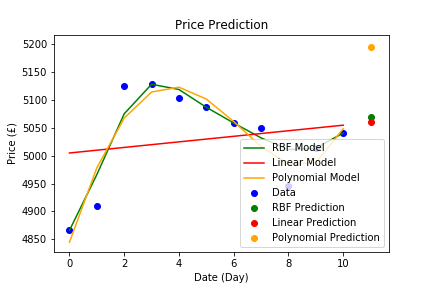 Price Prediction
Price (£)
5200
5150
5100
5050
5000
4950
4900
4850
RBF Model
Linear Model
Polynomial Model
Data
RBF Prediction
Linear Prediction
Polynomial Prediction
0 2 4 6 8 10
Date (Day)